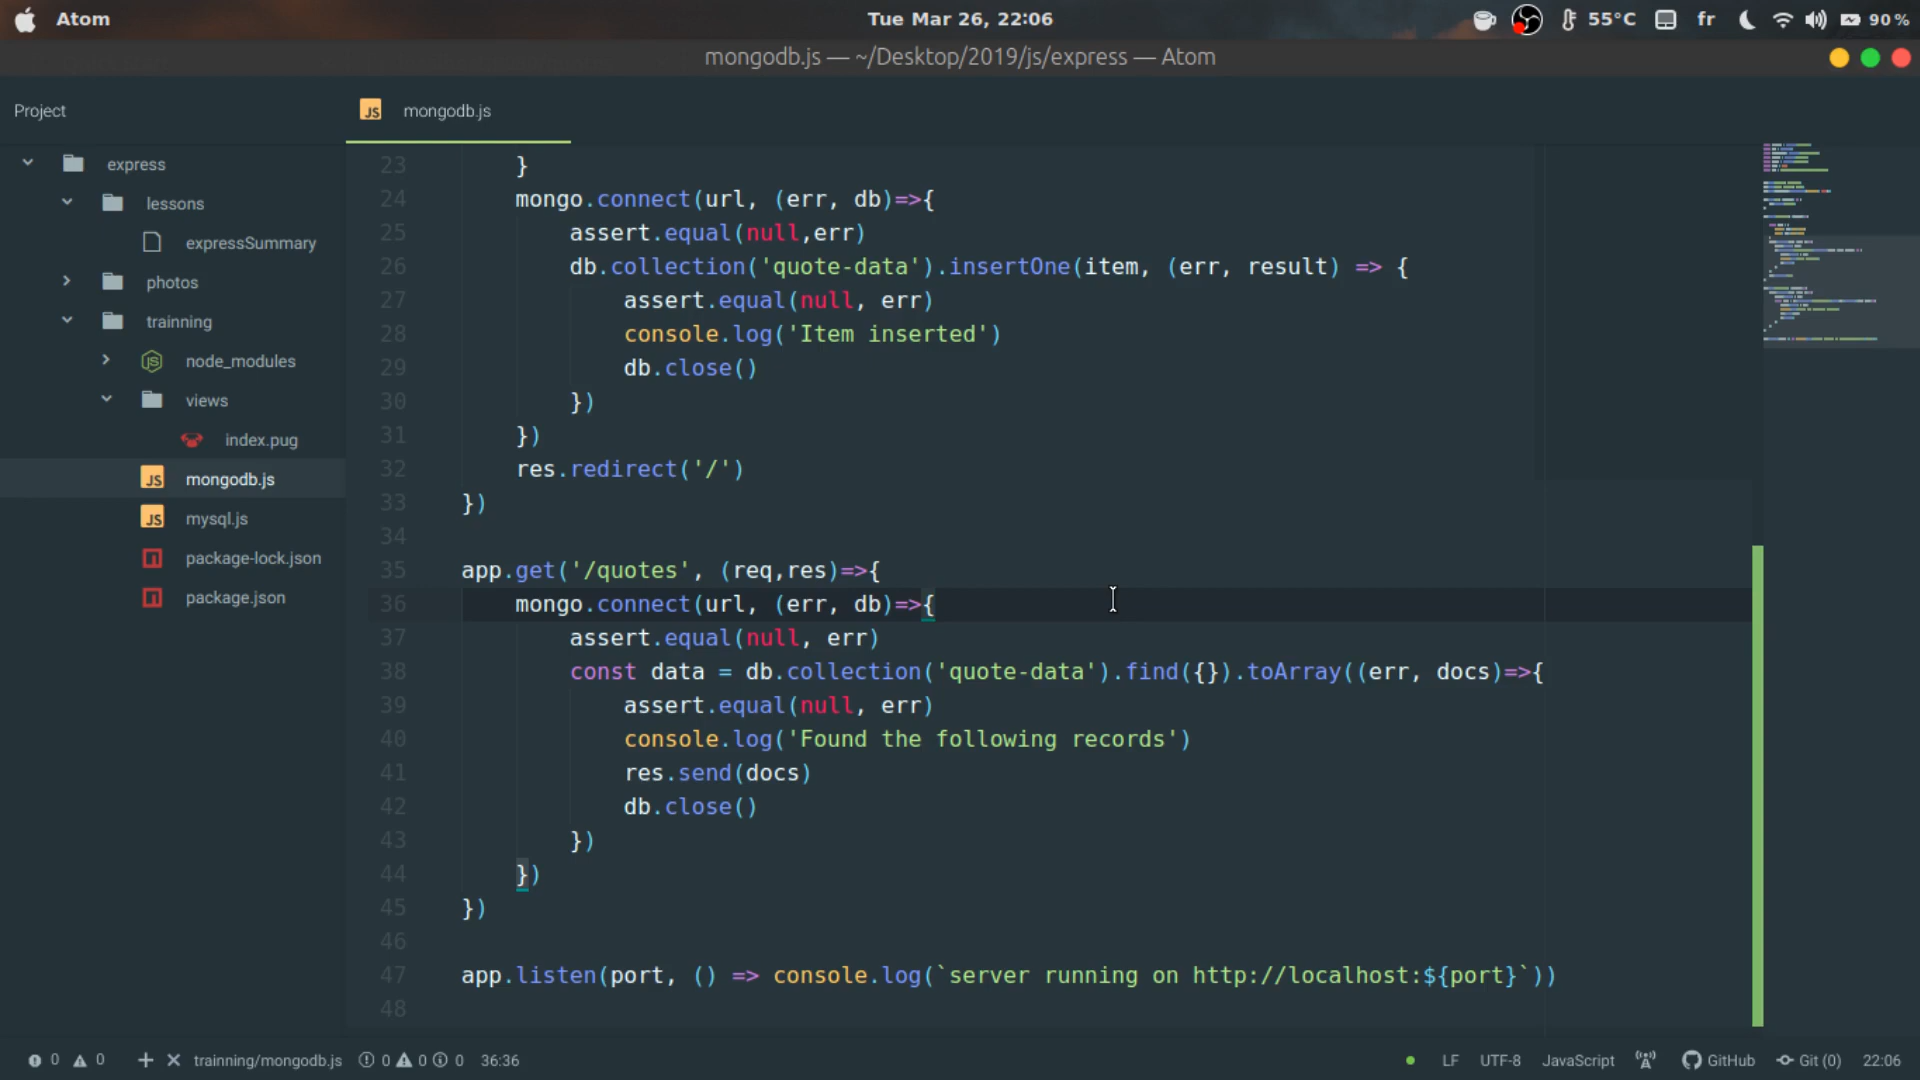 Atom
Tue Mar 26, 22:06
55°C
fr
90%
mongodb.js — ~/Desktop/2019/js/express — Atom
Project
express
lessons
expressSummary
photos
trainning
node_modules
views
index.pug
mongodb.js
mysql.js
package-lock.json
package.json
mongodb.js
23 }
24 mongo.connect(url, (err, db)=>{
25 assert.equal(null,err)
26 db.collection('quote-data').insertOne(item, (err, result) => {
27 assert.equal(null, err)
28 console.log('Item inserted')
29 db.close()
30 })
31 })
32 res.redirect('/')
33 })
34
35 app.get('/quotes', (req,res)=>{
36 mongo.connect(url, (err, db)=>{
37 assert.equal(null, err)
38 const data = db.collection('quote-data').find({}).toArray((err, docs)=>{
39 assert.equal(null, err)
40 console.log('Found the following records')
41 res.send(docs)
42 db.close()
43 })
44 })
45 })
46
47 app.listen(port, () => console.log(`server running on http://localhost:${port}`))
48
0 0 trainning/mongodb.js 0 0 0 36:36 LF UTF-8 JavaScript GitHub Git (0) 22:06